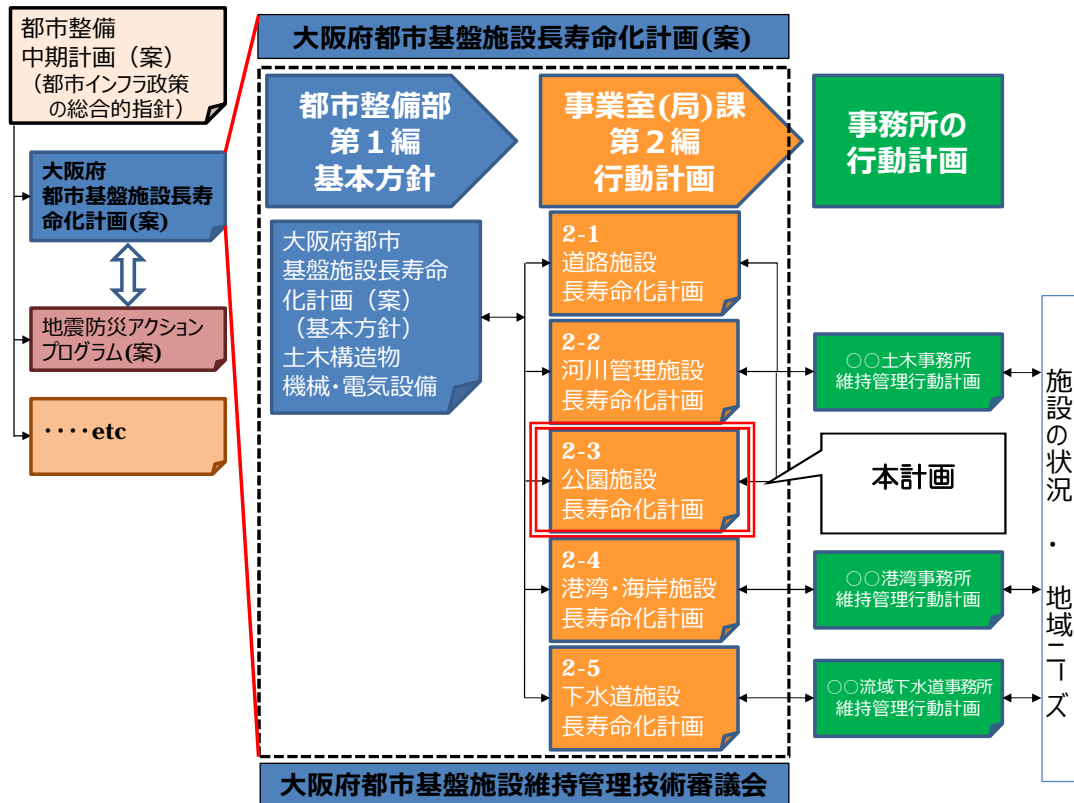 都市整備
中期計画（案）
（都市インフラ政策
の総合的指針）
大阪府
都市基盤施設長寿
命化計画(案)
地震防災アクション
プログラム(案)
････etc
大阪府都市基盤施設長寿命化計画(案)
都市整備部
第１編
基本方針
事業室(局)課
第２編
行動計画
事務所の
行動計画
大阪府都市
基盤施設長寿命
化計画（案）
（基本方針）
土木構造物
機械･電気設備
2-1
道路施設
長寿命化計画
2-2
河川管理施設
長寿命化計画
2-3
公園施設
長寿命化計画
2-4
港湾･海岸施設
長寿命化計画
2-5
下水道施設
長寿命化計画
○○土木事務所
維持管理行動計画
本計画
○○港湾事務所
維持管理行動計画
○○流域下水道事務所
維持管理行動計画
施設の状況　・　地域ニーズ
大阪府都市基盤施設維持管理技術審議会